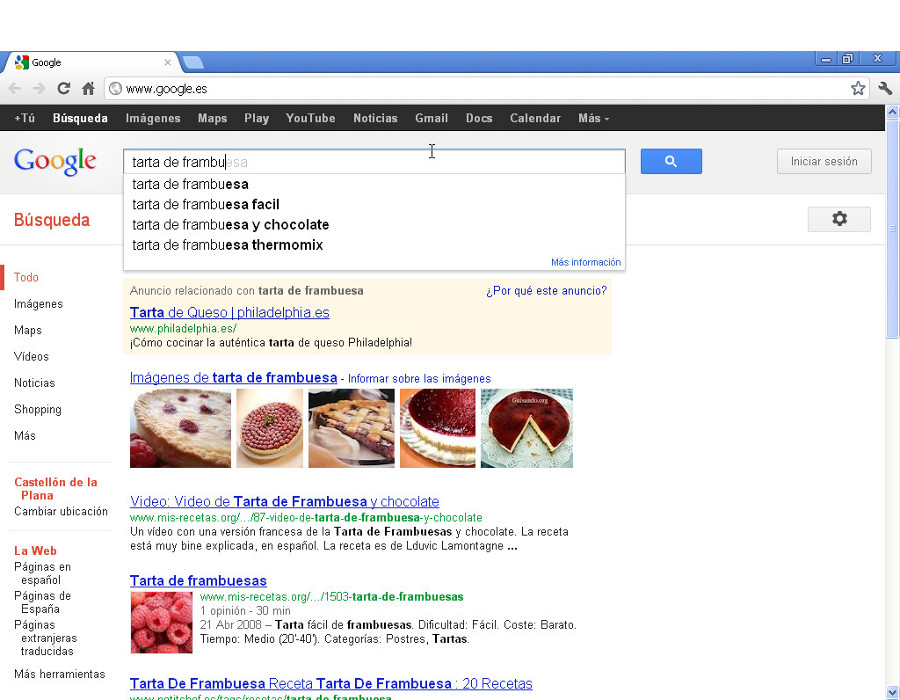 Google
www.google.es
+Tú Búsqueda Imágenes Maps Play YouTube Noticias Gmail Docs Calendar Más
Google
tarta de frambuesa
Iniciar sesión
tarta de frambuesa
tarta de frambuesa facil
tarta de frambuesa y chocolate
tarta de frambuesa thermomix
Más información
Búsqueda
Todo
Imágenes
Maps
Vídeos
Noticias
Shopping
Más
Castellón de la
Plana
Cambiar ubicación
La Web
Páginas en
español
Páginas de
España
Páginas
extranjeras
traducidas
Más herramientas
Anuncio relacionado con tarta de frambuesa
¿Por qué este anuncio?
Tarta de Queso | philadelphia.es
www.philadelphia.es/
¡Cómo cocinar la auténtica tarta de queso Philadelphia!
Imágenes de tarta de frambuesa - Informar sobre las imágenes
Guisando.org
Video: Video de Tarta de Frambuesa y chocolate
www.mis-recetas.org/.../87-video-de-tarta-de-frambuesa-y-chocolate
Un vídeo con una versión francesa de la Tarta de Frambuesas y chocolate. La receta
está muy bine explicada, en español. La receta es de Lduvic Lamontagne ...
Tarta de frambuesas
www.mis-recetas.org/.../1503-tarta-de-frambuesas
1 opinión - 30 min
21 Abr 2008 – Tarta fácil de frambuesas. Dificultad: Fácil. Coste: Barato.
Tiempo: Medio (20'-40'). Categorías: Postres, Tartas.
Tarta De Frambuesa Receta Tarta De Frambuesa : 20 Recetas
www.petitchef.es/tags/recetas/tarta-de-frambuesa